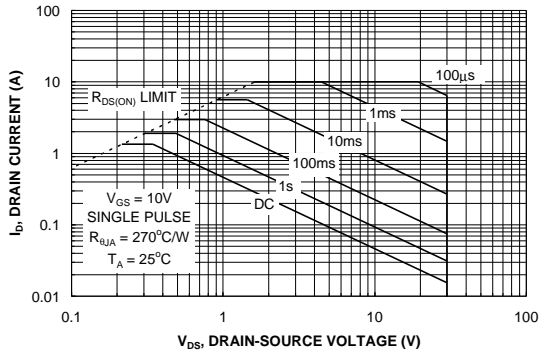 100
10
1
0.1
0.01
I_D, DRAIN CURRENT (A)
R_DS(ON) LIMIT
100μs
1ms
10ms
100ms
1s
DC
V_GS = 10V
SINGLE PULSE
R_θJA = 270°C/W
T_A = 25°C
0.1
1
10
100
V_DS, DRAIN-SOURCE VOLTAGE (V)